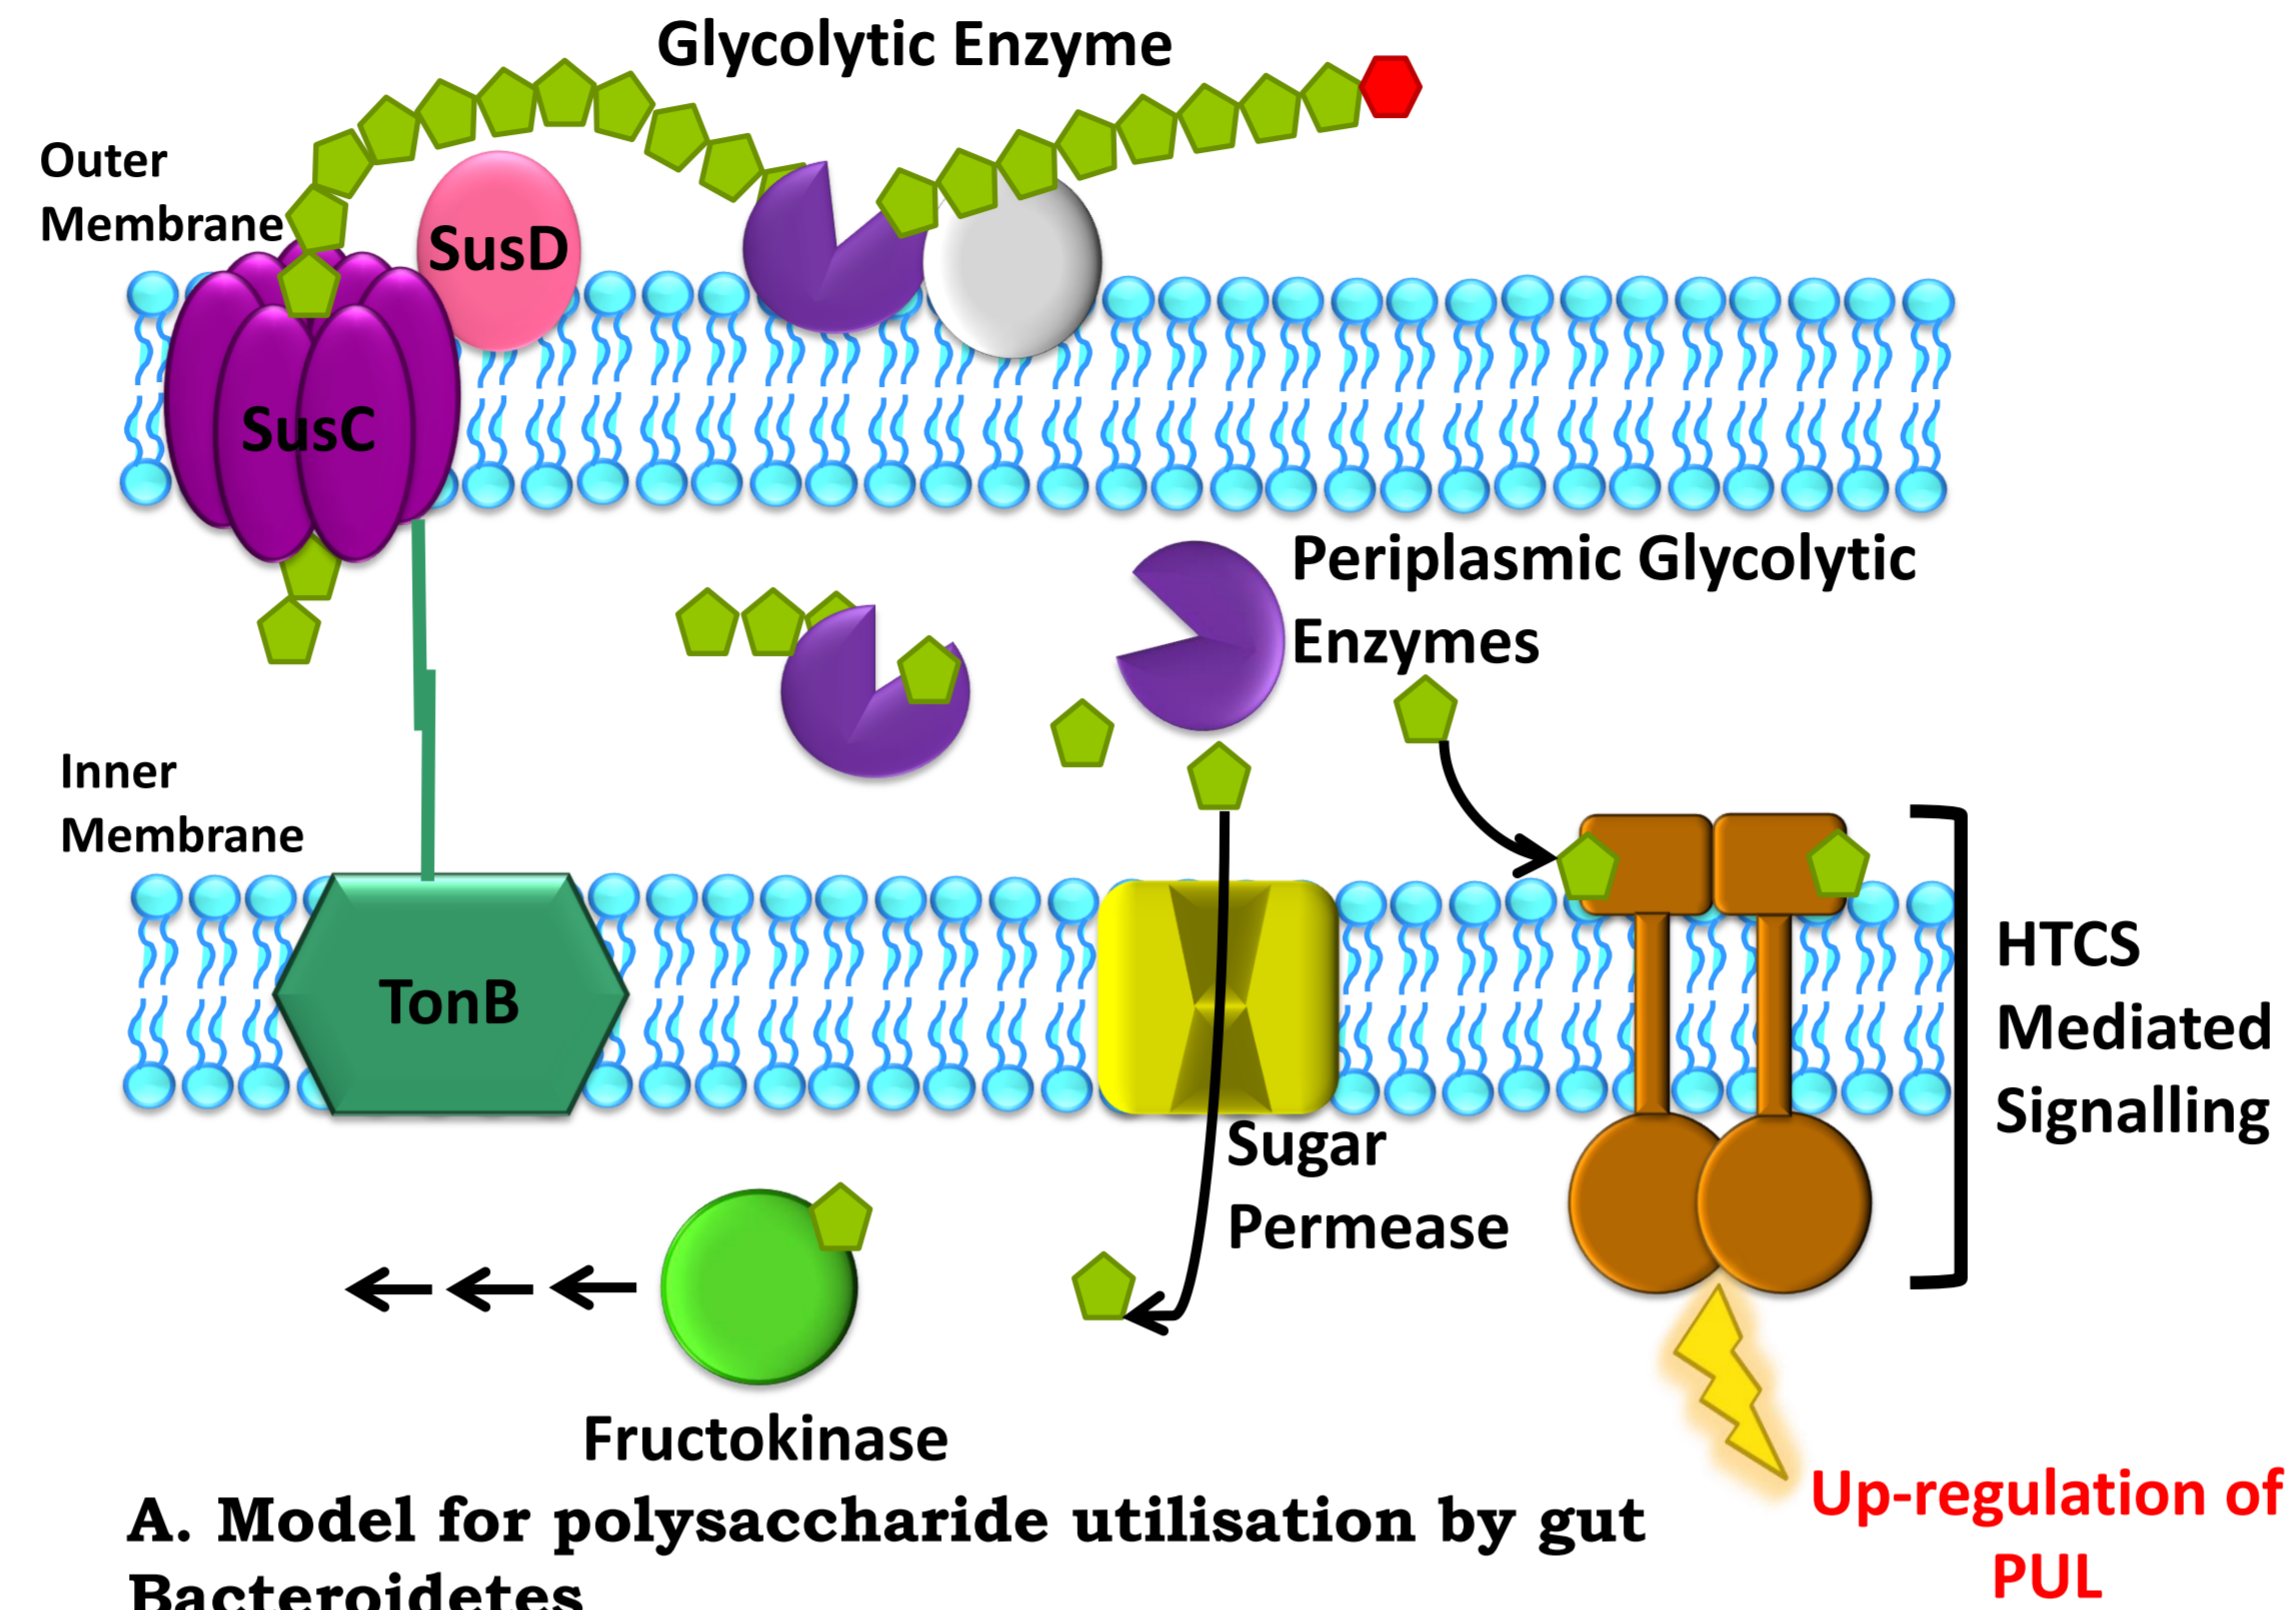 Glycolytic Enzyme
Outer
Membrane
SusD
SusC
Periplasmic Glycolytic
Enzymes
Inner
Membrane
TonB
HTCS
Mediated
Signalling
Sugar
Permease
Fructokinase
Up-regulation of
PUL
A. Model for polysaccharide utilisation by gut
Bacteroidetes